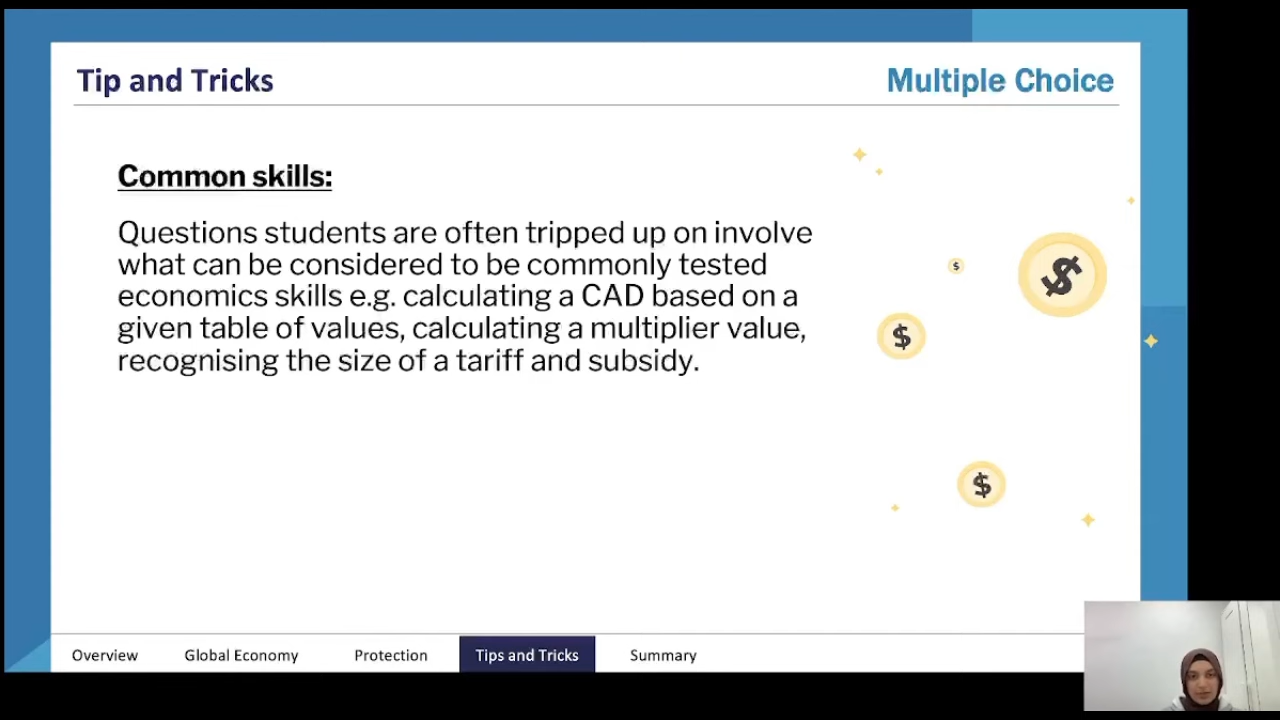 Tip and Tricks
Multiple Choice
Common skills:
Questions students are often tripped up on involve
what can be considered to be commonly tested
economics skills e.g. calculating a CAD based on a
given table of values, calculating a multiplier value,
recognising the size of a tariff and subsidy.
$
$
$
$
Overview
Global Economy
Protection
Tips and Tricks
Summary